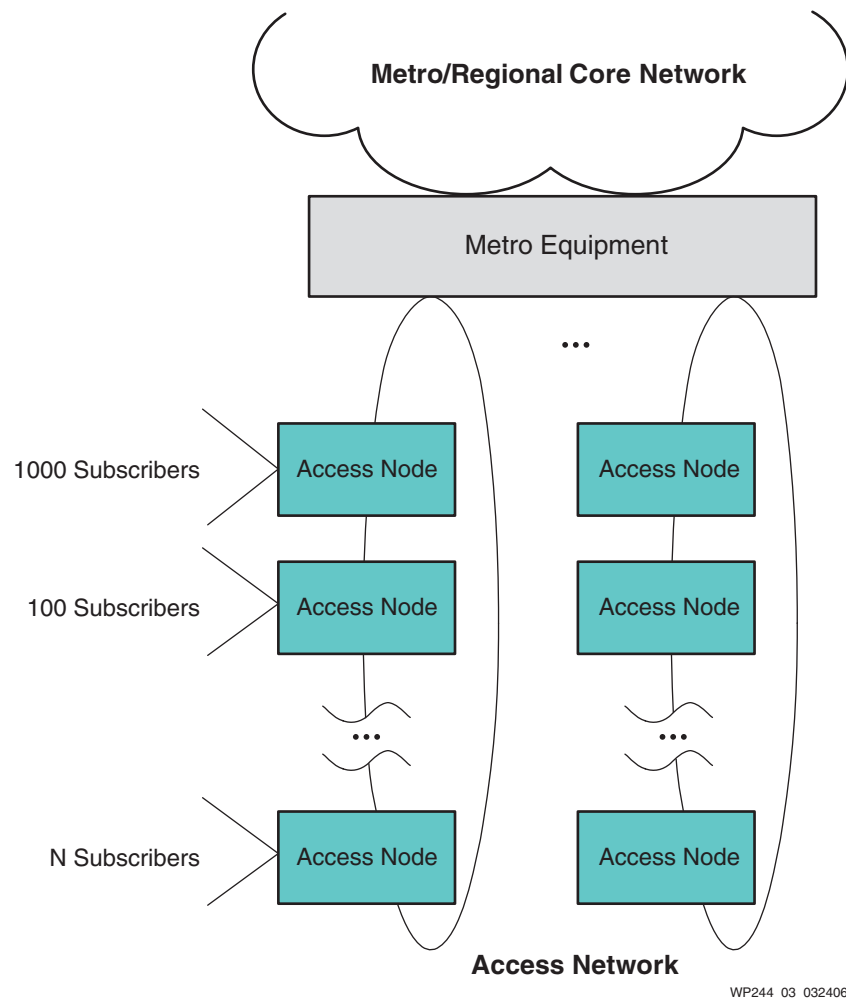 Metro/Regional Core Network
Metro Equipment
...
1000 Subscribers
Access Node
Access Node
100 Subscribers
Access Node
Access Node
...
...
N Subscribers
Access Node
Access Node
Access Network
WP244_03_032406